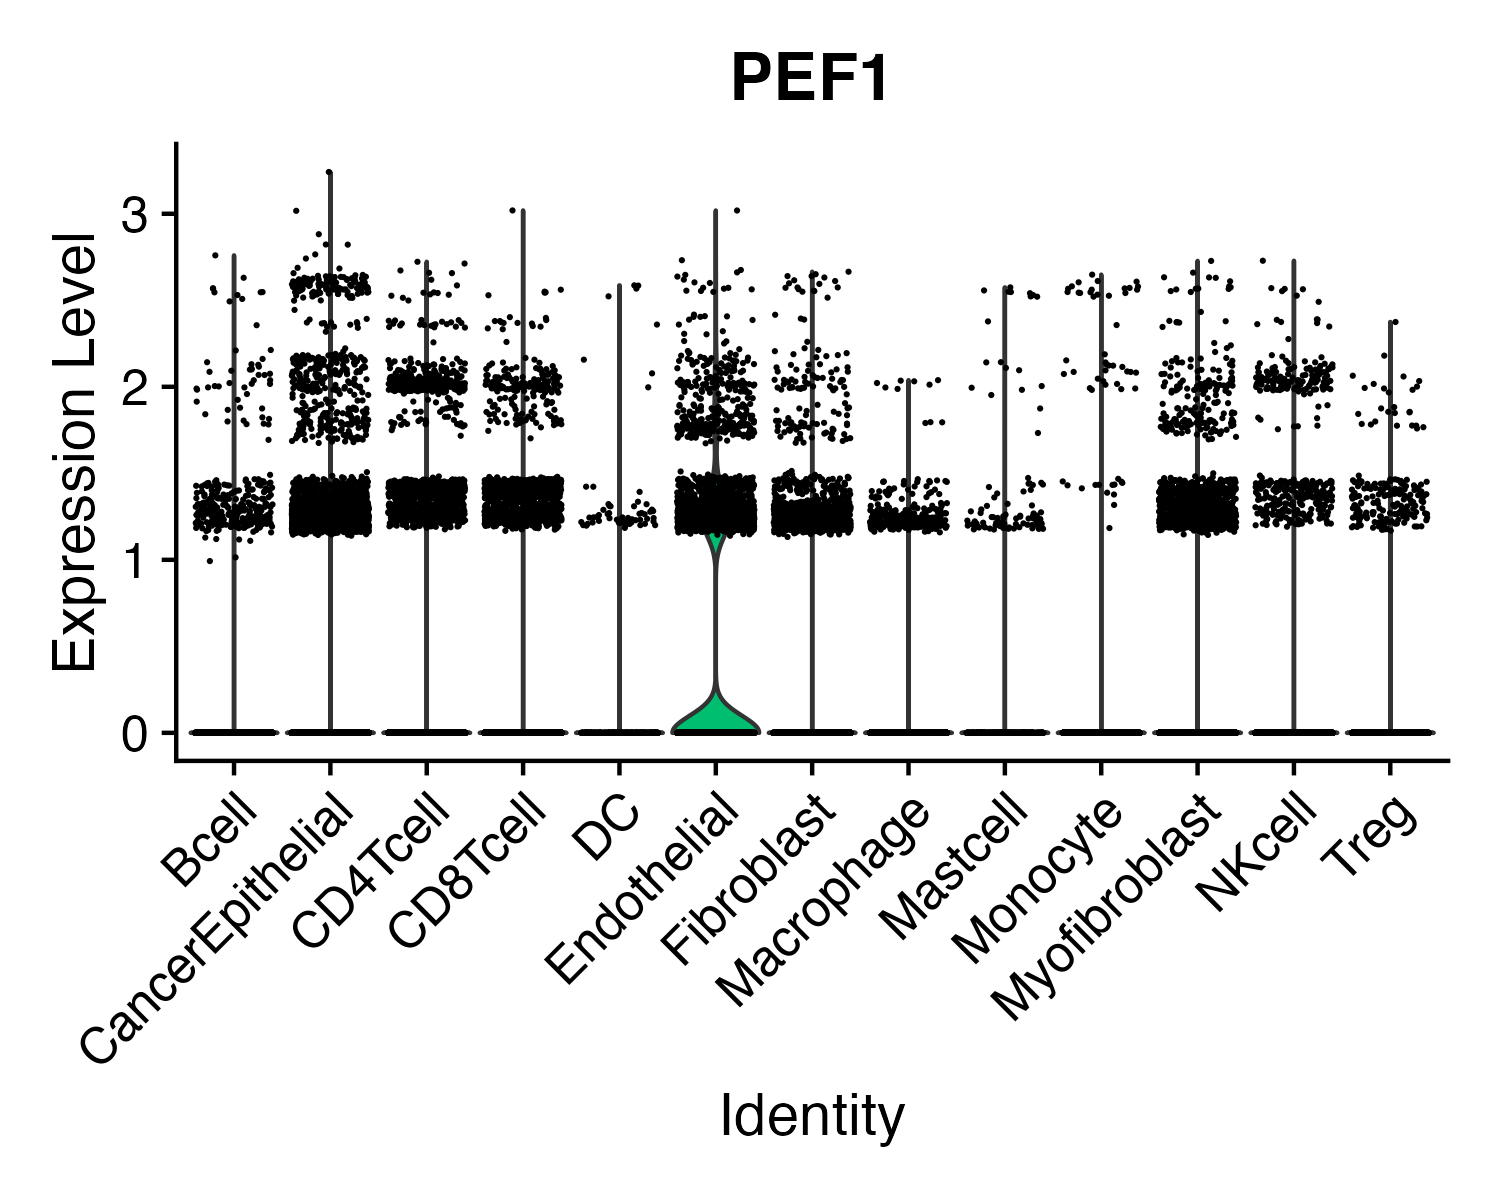 PEF1
Expression Level
3
2
1
0
Bcell
CancerEpithelial
CD4Tcell
CD8Tcell
DC
Endothelial
Fibroblast
Macrophage
Mastcell
Monocyte
Myofibroblast
NKcell
Treg
Identity